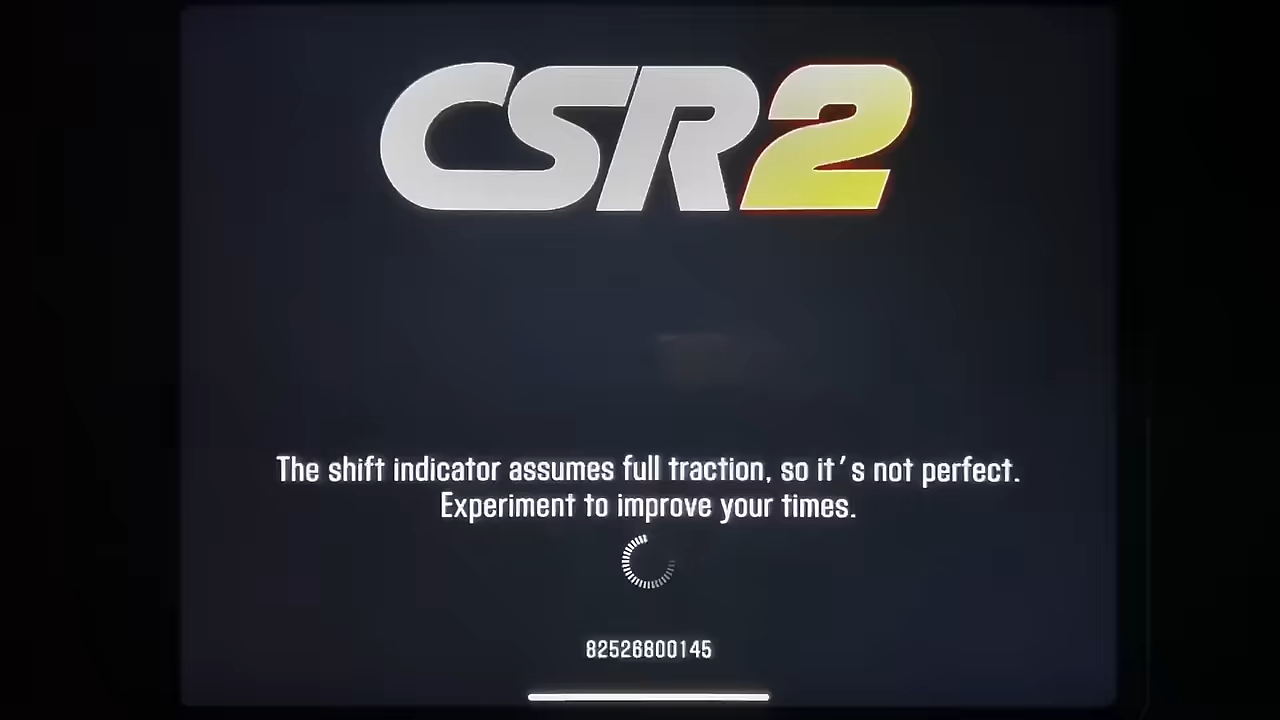 CSR2
The shift indicator assumes full traction, so it's not perfect.
Experiment to improve your times.
82526800145